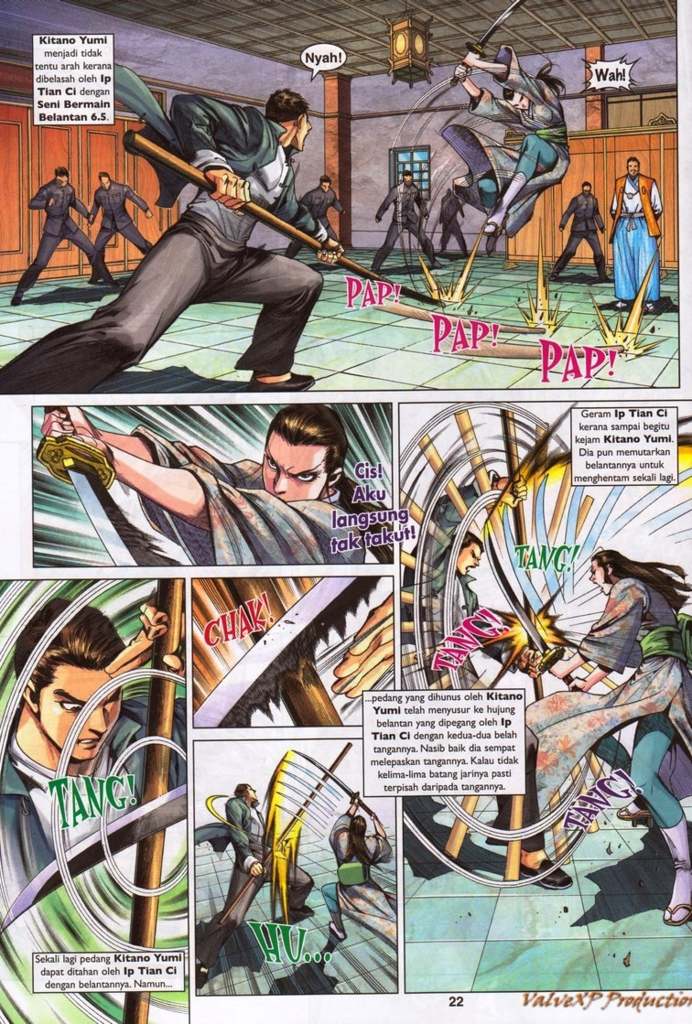 Kitano Yumi
menjadi tidak
tentu arah kerana
dibelasah oleh Ip
Tian Ci dengan
Seni Bermain
Belantan 6.5.
Nyah!
Wah!
PAP!
PAP!
PAP!
Cis!
Aku
langsung
tak takut!
Geram Ip Tian Ci
kerana sampai begitu
kejam Kitano Yumi.
Dia pun memutarkan
belantannya untuk
menghentam sekali lagi.
TANG!
TANG!
TANG!
TANG!
Sekali lagi pedang Kitano Yumi
dapat ditahan oleh Ip Tian Ci
dengan belantannya. Namun...
CHAK!
...pedang yang dihunus oleh Kitano
Yumi telah menyusur ke hujung
belantan yang dipegang oleh Ip
Tian Ci dengan kedua-dua belah
tangannya. Nasib baik dia sempat
melepaskan tangannya. Kalau tidak
kelima-lima batang jarinya pasti
terpisah daripada tangannya.
HU...
22
ValveXP Production